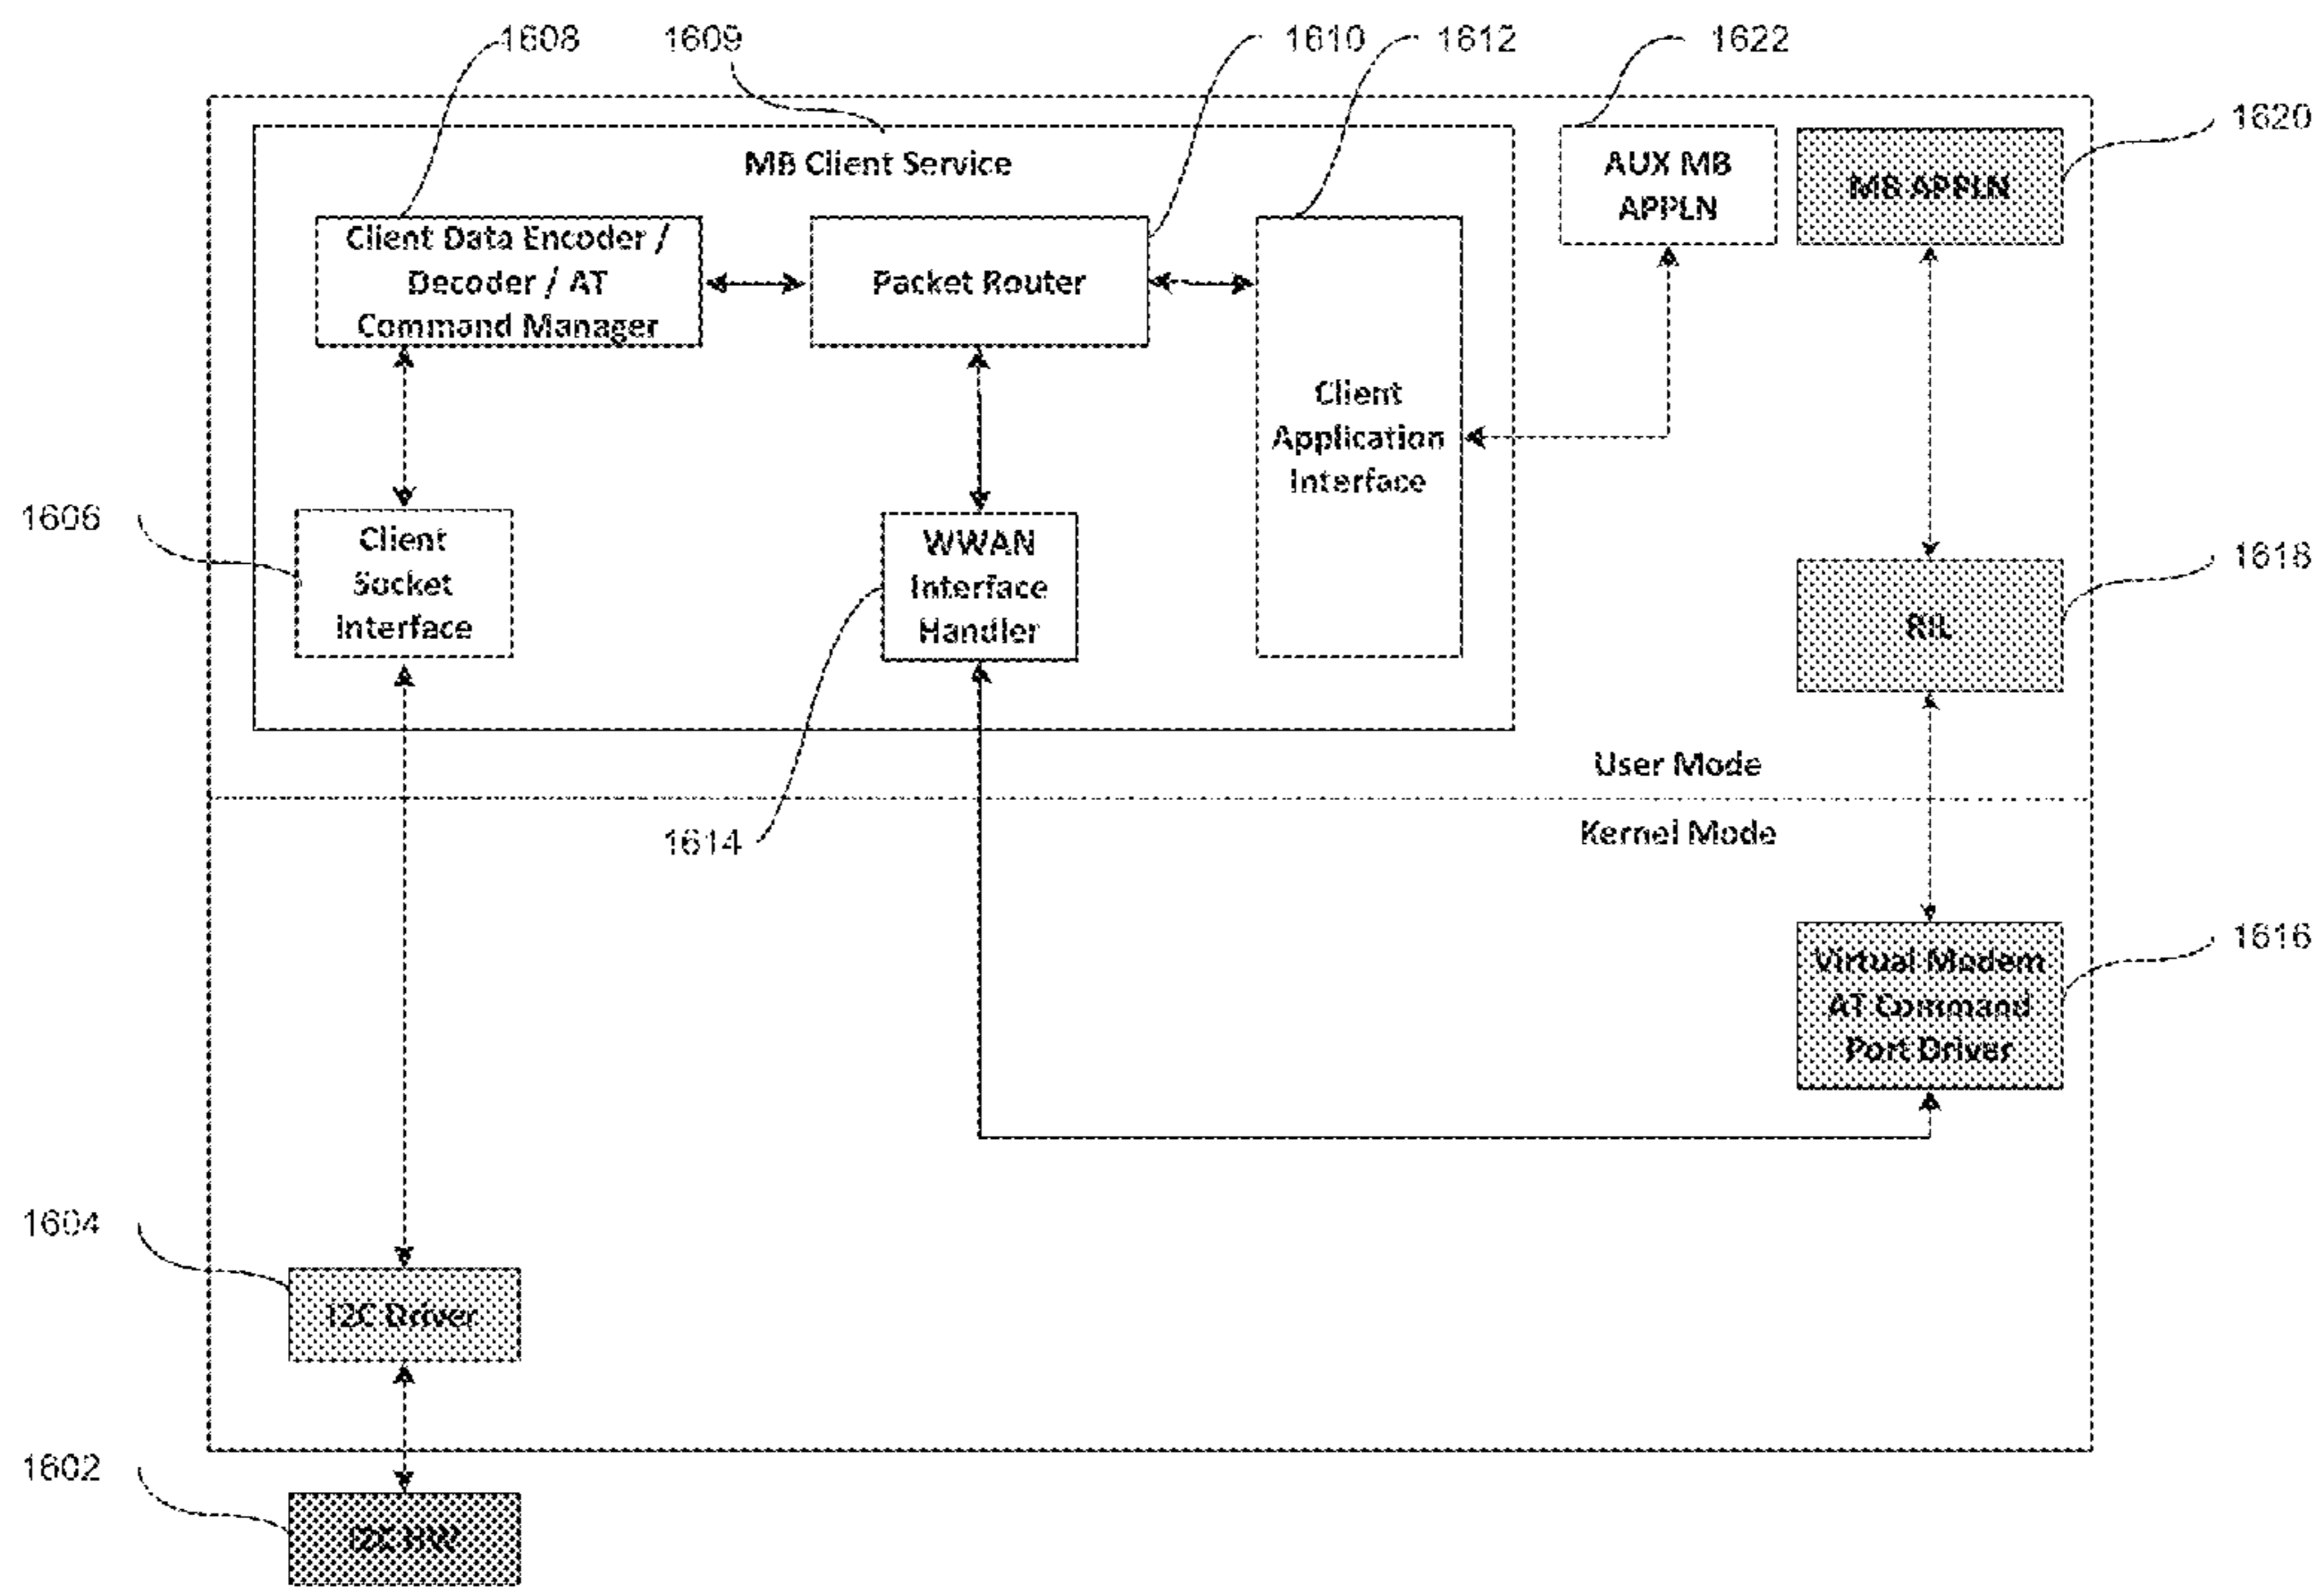 1608
1609
1610
1612
1622
1620
MB Client Service
AUX MB
APPLN
MB APPLN
Client Data Encoder /
Decoder / AT
Command Manager
Packet Router
Client
Application
Interface
1606
Client
Socket
Interface
WWAN
Interface
Handler
1618
RIL
User Mode
1614
Kernel Mode
1616
Virtual Modem
AT Command
Port Driver
1604
I2C Driver
1602
I2C HW